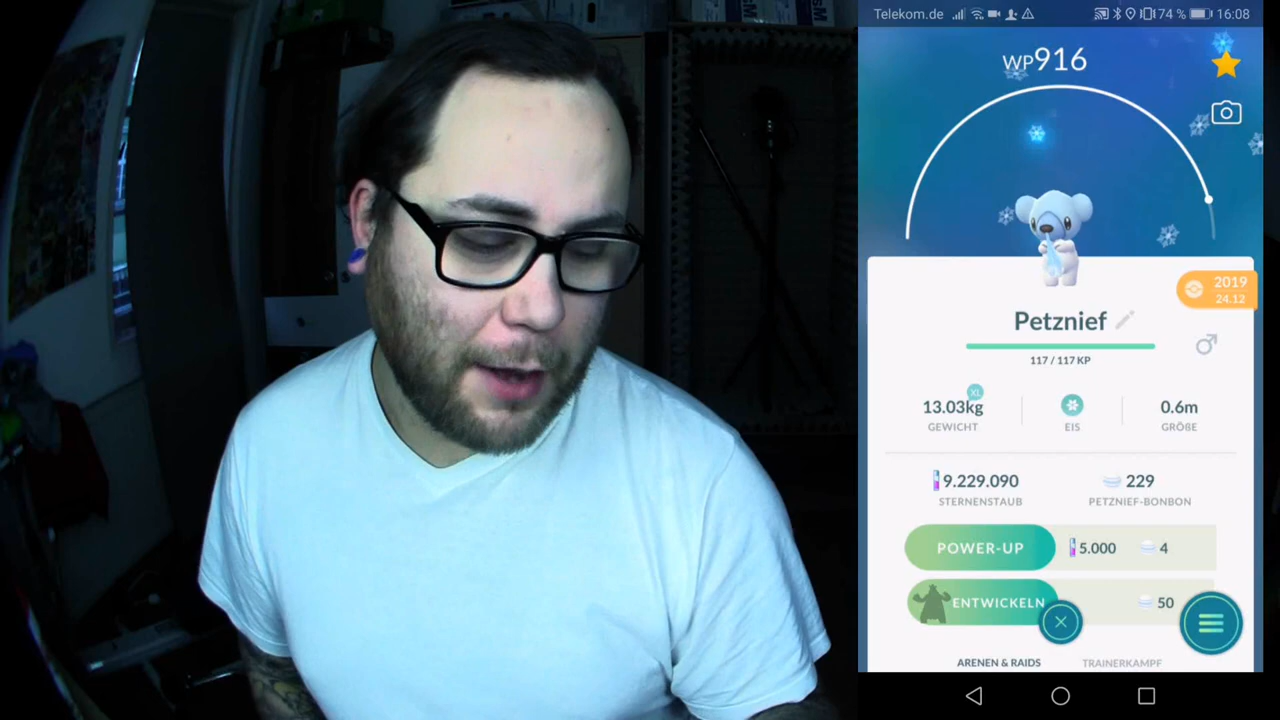 Telekom.de 74 % 16:08
WP916
2019
24.12
Petznief
117 / 117 KP
XL
13.03kg
GEWICHT
EIS
0.6m
GRÖßE
9.229.090
STERNENSTAUB
229
PETZNIEF-BONBON
POWER-UP 5.000 4
ENTWICKELN 50
ARENEN & RAIDS TRAINERKAMPF